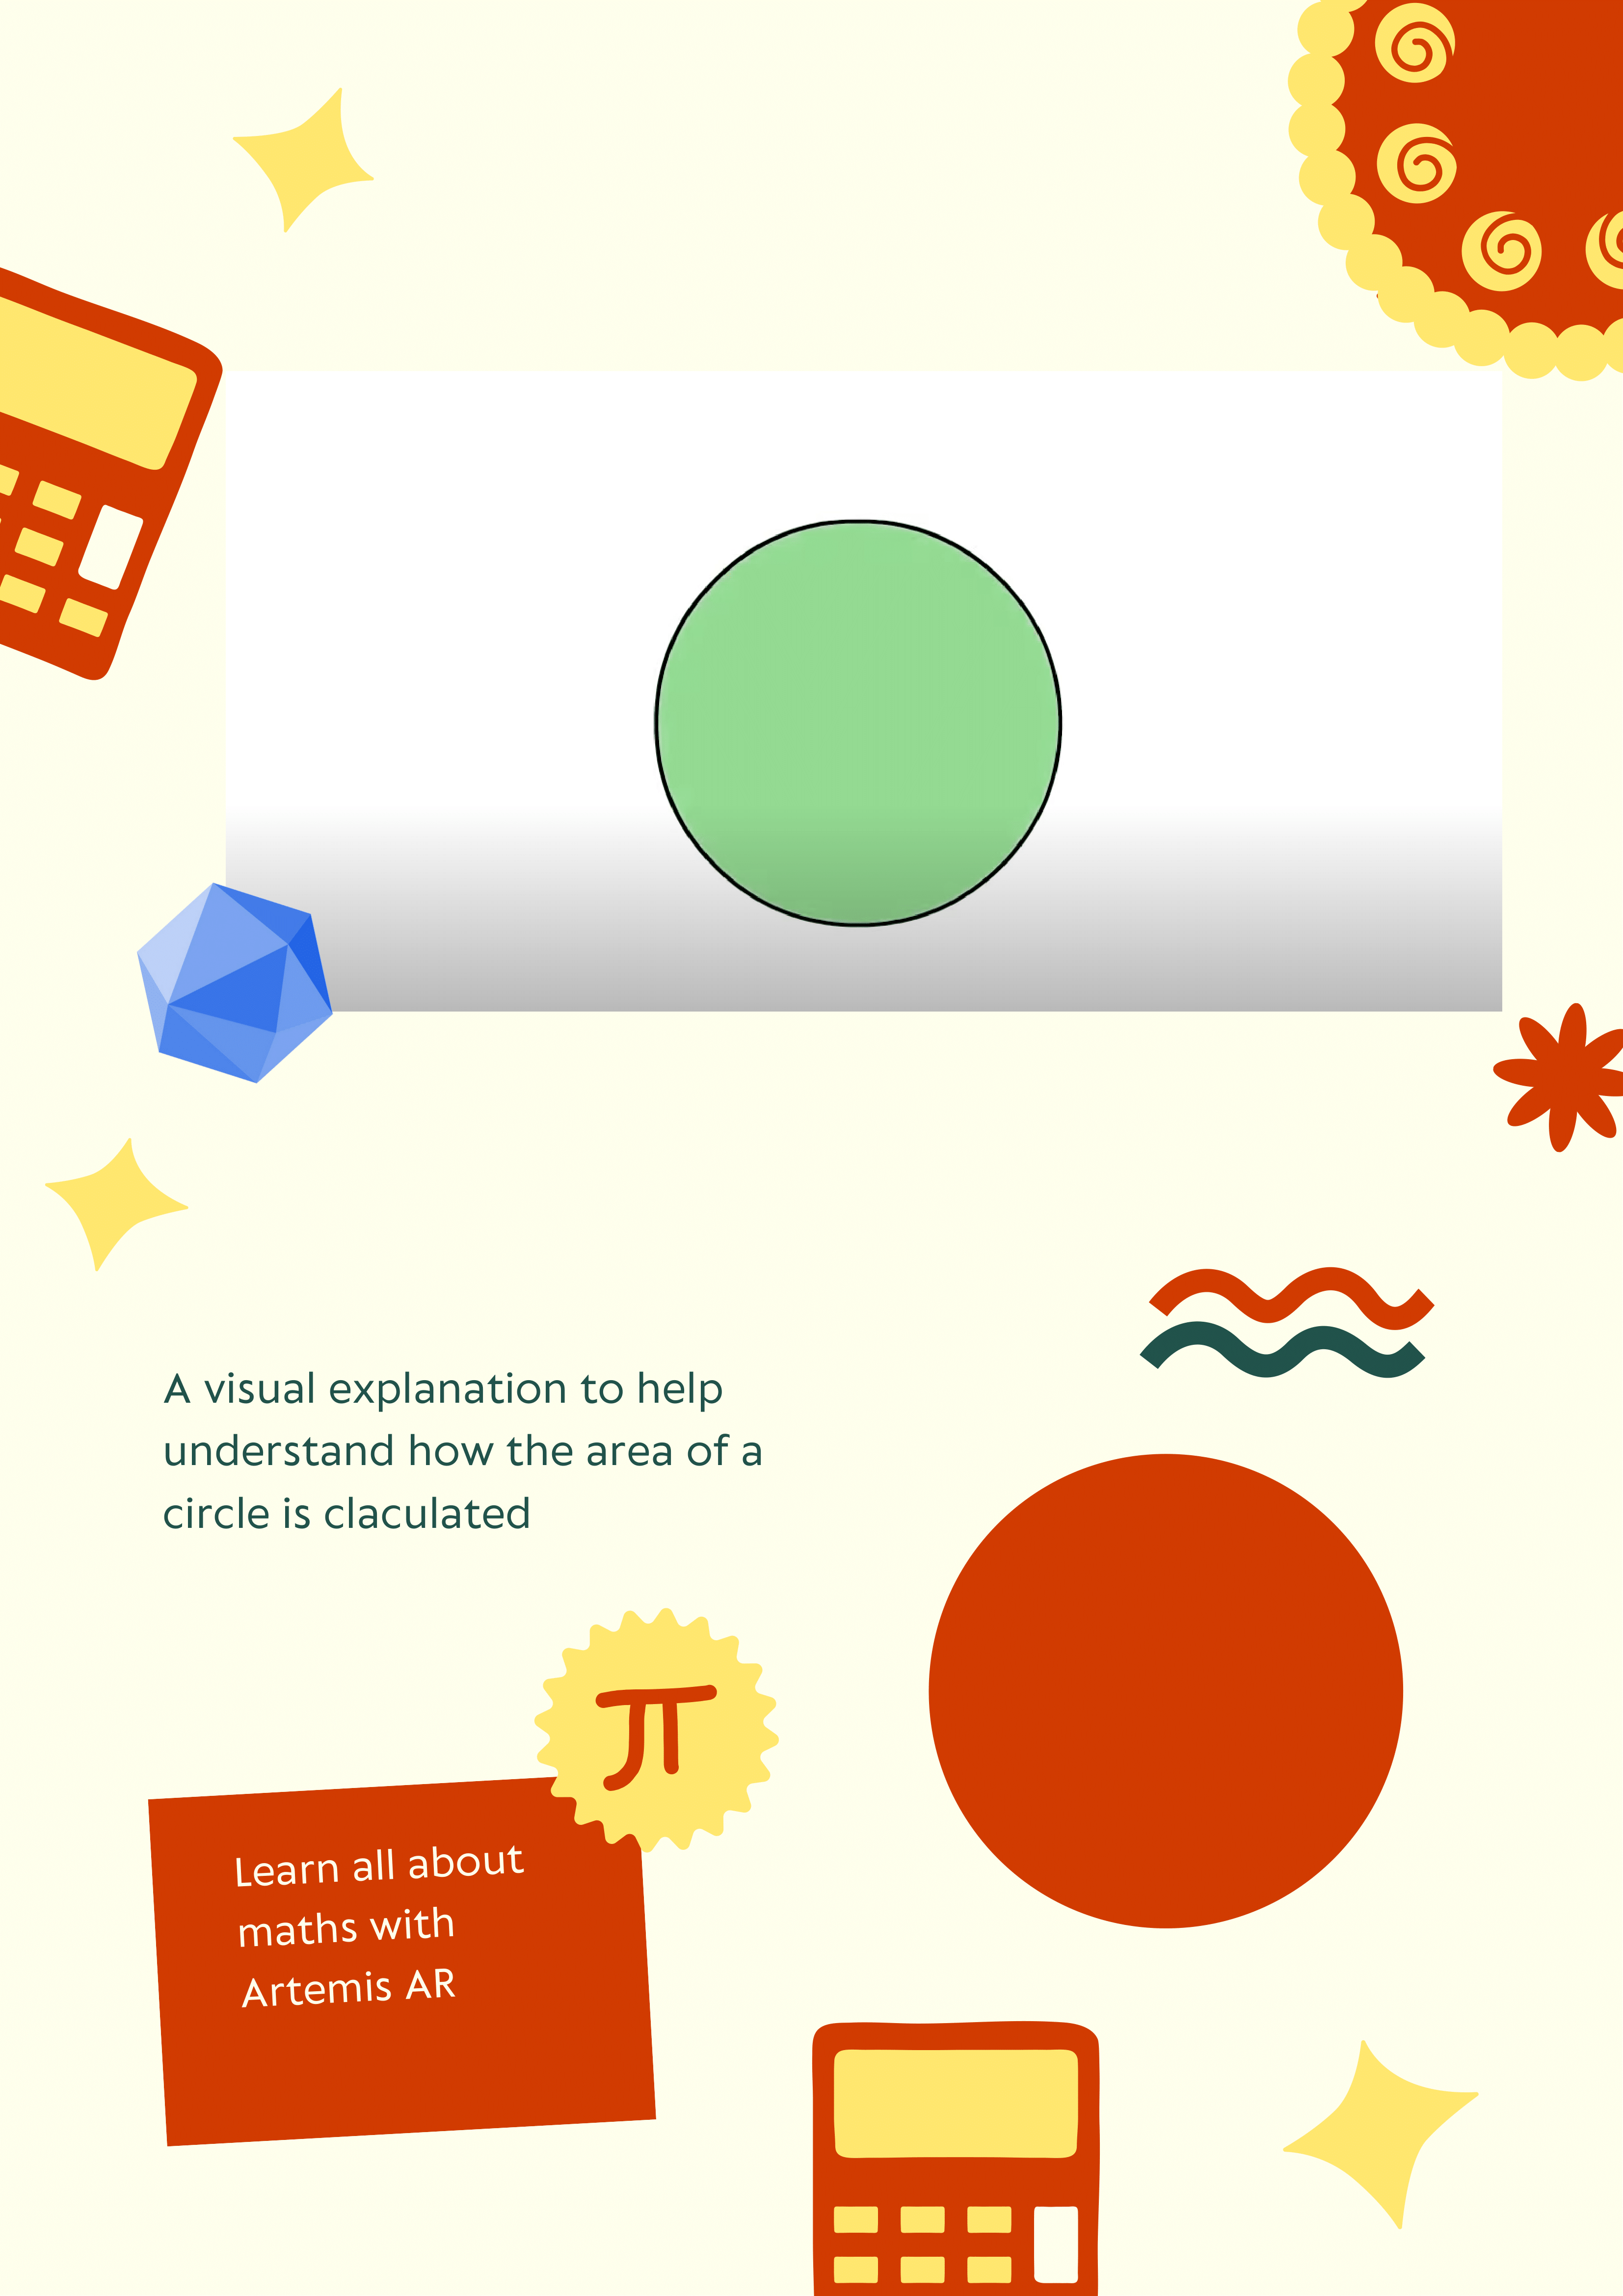 A visual explanation to help
understand how the area of a
circle is claculated
π
Learn all about
maths with
Artemis AR